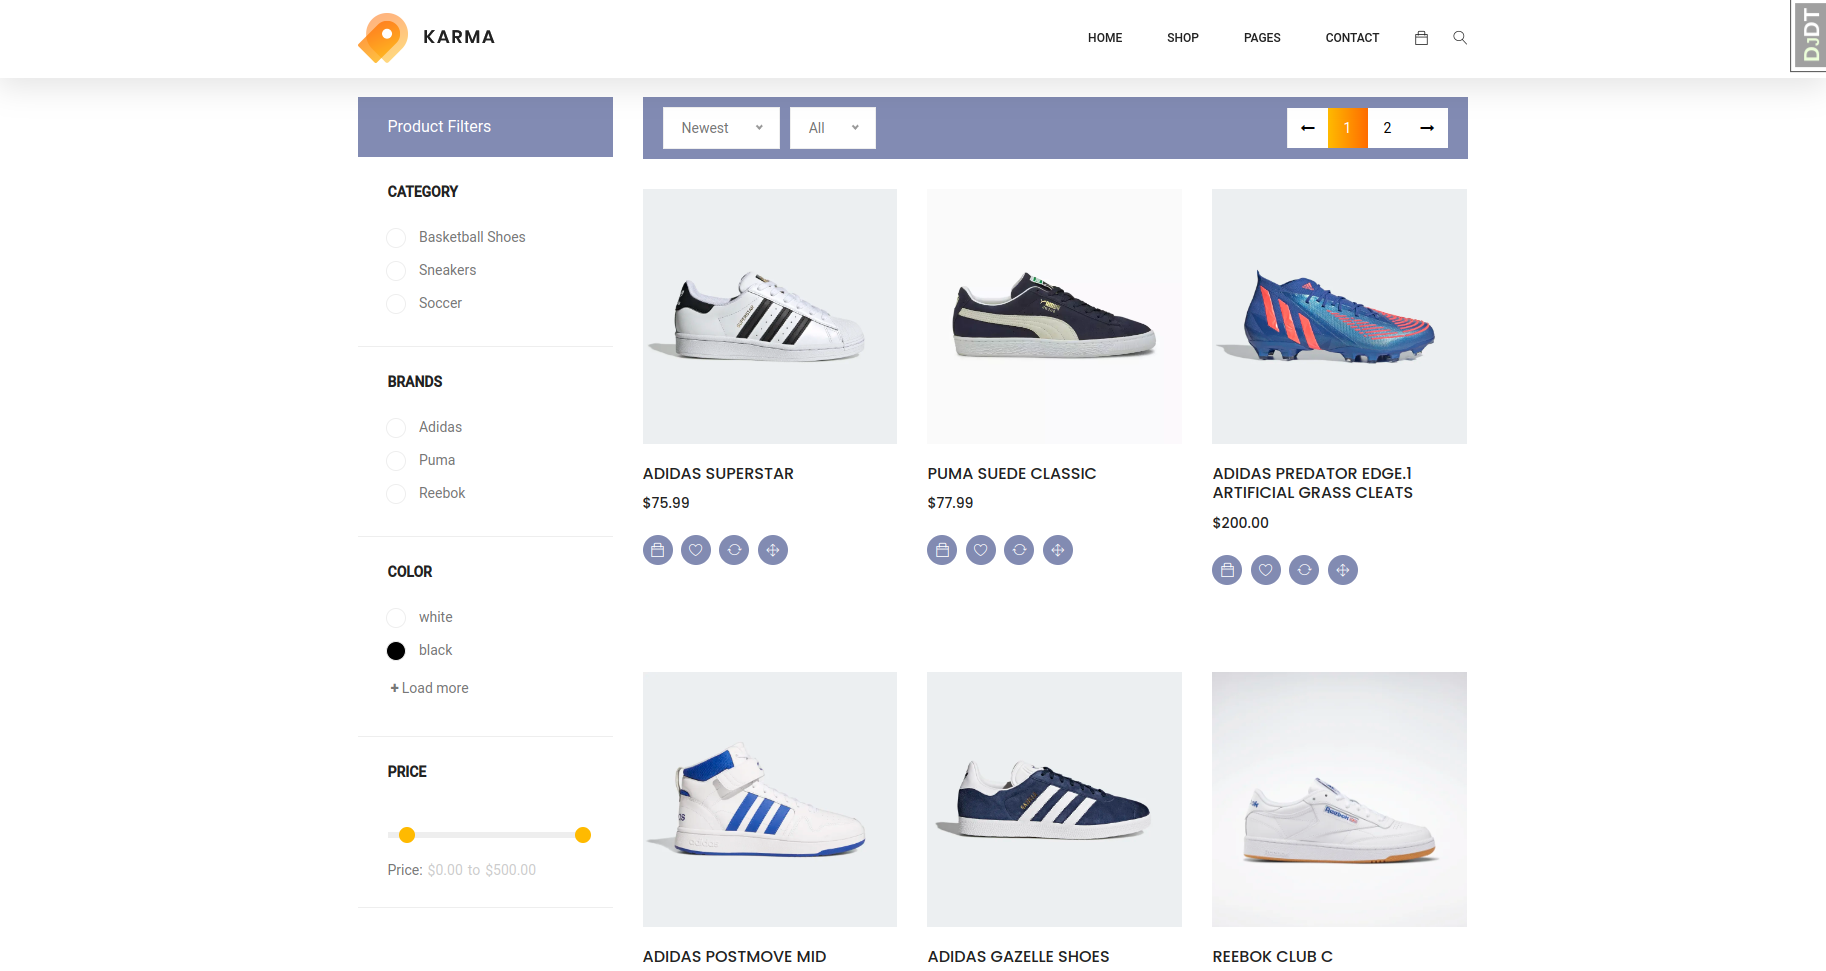 KARMA
HOME SHOP PAGES CONTACT
DJDT
Product Filters
Newest
All
1 2
CATEGORY
Basketball Shoes
Sneakers
Soccer
BRANDS
Adidas
Puma
Reebok
COLOR
white
black
+ Load more
PRICE
Price: $0.00 to $500.00
ADIDAS SUPERSTAR
$75.99
PUMA SUEDE CLASSIC
$77.99
ADIDAS PREDATOR EDGE.1
ARTIFICIAL GRASS CLEATS
$200.00
Reebok
ADIDAS POSTMOVE MID
ADIDAS GAZELLE SHOES
REEBOK CLUB C